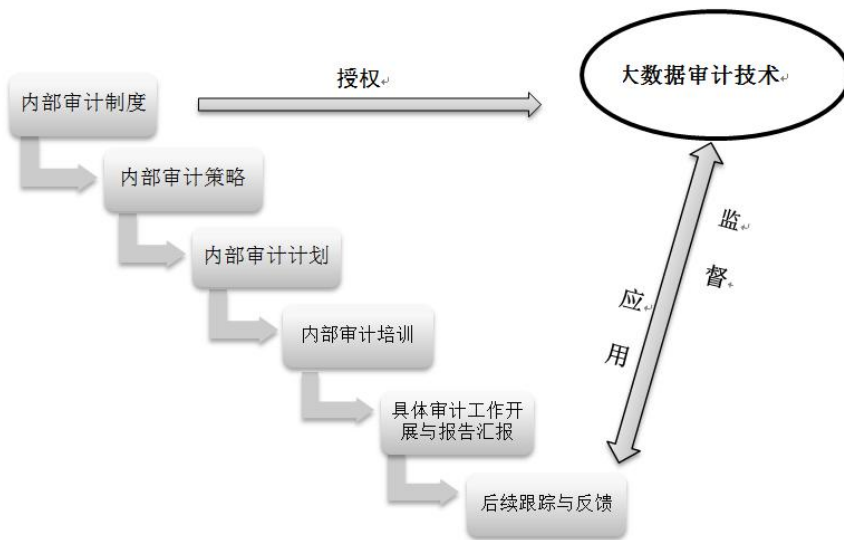 授权
大数据审计技术
内部审计制度
内部审计策略
监
督
内部审计计划
应
用
内部审计培训
具体审计工作开
展与报告汇报
后续跟踪与反馈